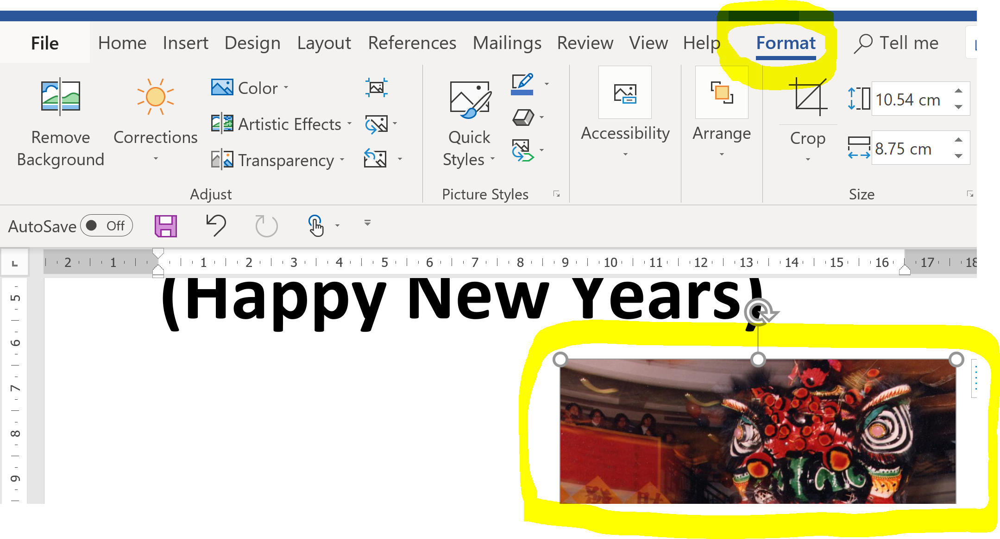 File Home Insert Design Layout References Mailings Review View Help Format Tell me
Remove Background
Corrections
Color
Artistic Effects
Transparency
Quick Styles
Accessibility
Arrange
Crop
10.54 cm
8.75 cm
Adjust
Picture Styles
Size
AutoSave Off
2 1 1 2 3 4 5 6 7 8 9 10 11 12 13 14 15 16 17 18
5
6
7
8
9
(Happy New Years)
發 財